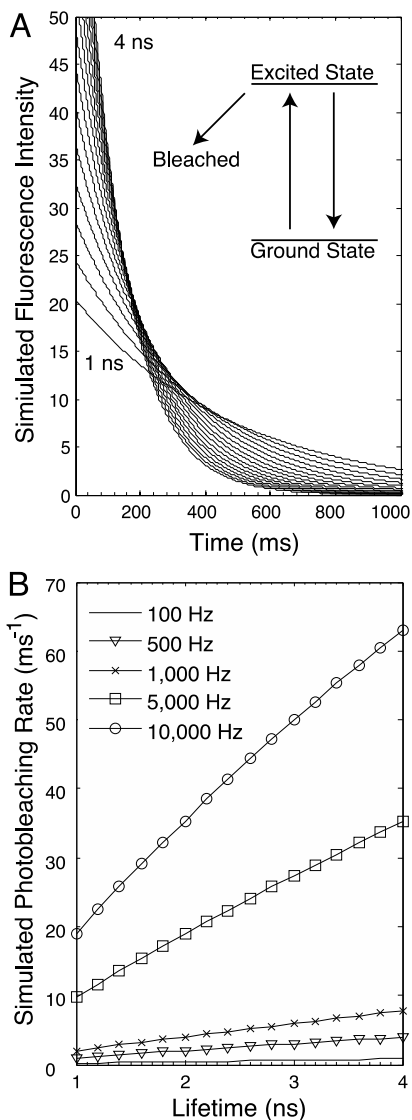 A
50
45
40
35
30
25
20
15
10
5
0
Simiulated Fluorescence Intensity
4 ns
1 ns
Excited State
Bleached
Ground State
0 200 400 600 800 1000
Time (ms)
B
70
60
50
40
30
20
10
0
Simulated Photobleaching Rate (ms⁻¹)
100 Hz
500 Hz
1,000 Hz
5,000 Hz
10,000 Hz
1 2 3 4
Lifetime (ns)